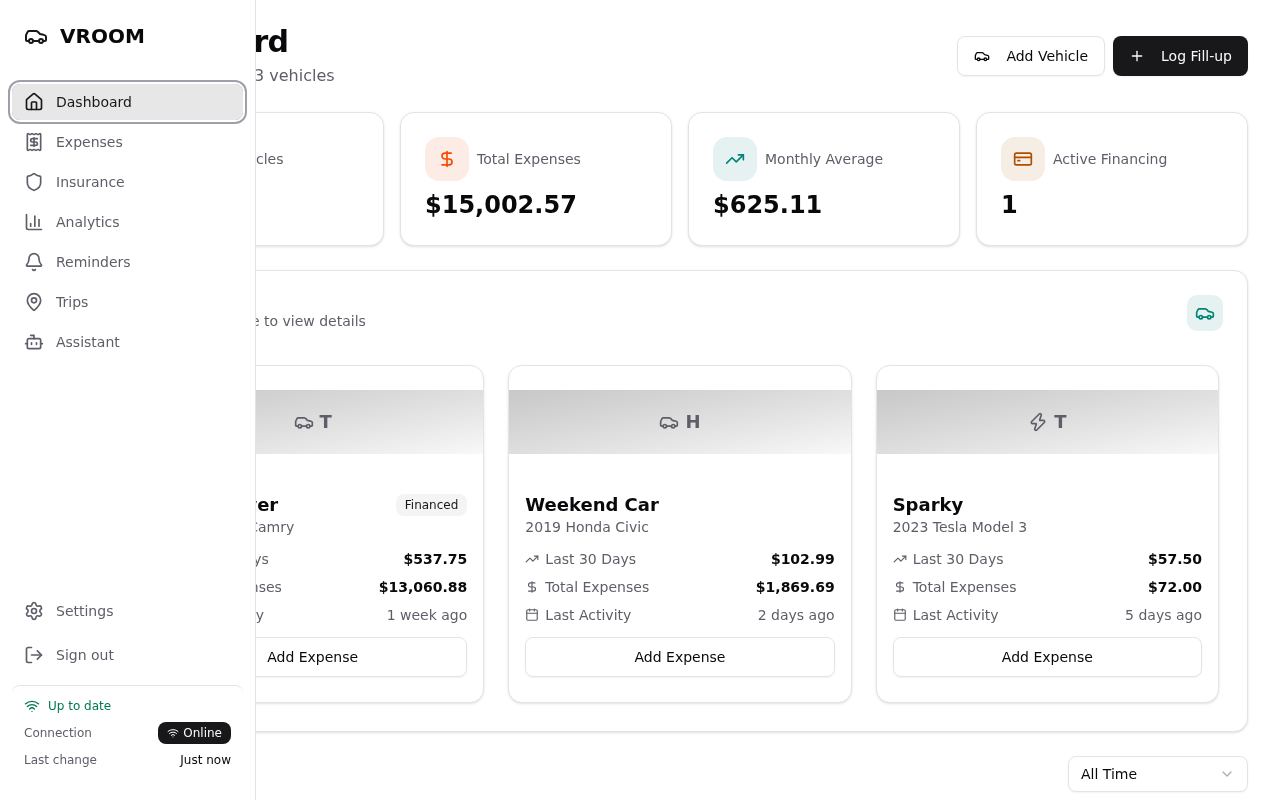 VROOM
Dashboard
Expenses
Insurance
Analytics
Reminders
Trips
Assistant
Settings
Sign out
Up to date
Connection
Online
Last change
Just now
rd
3 vehicles
Add Vehicle
Log Fill-up
cles
Total Expenses
$15,002.57
Monthly Average
$625.11
Active Financing
1
e to view details
T
er
Financed
Camry
ys
$537.75
nses
$13,060.88
y
1 week ago
Add Expense
H
Weekend Car
2019 Honda Civic
Last 30 Days
$102.99
Total Expenses
$1,869.69
Last Activity
2 days ago
Add Expense
T
Sparky
2023 Tesla Model 3
Last 30 Days
$57.50
Total Expenses
$72.00
Last Activity
5 days ago
Add Expense
All Time